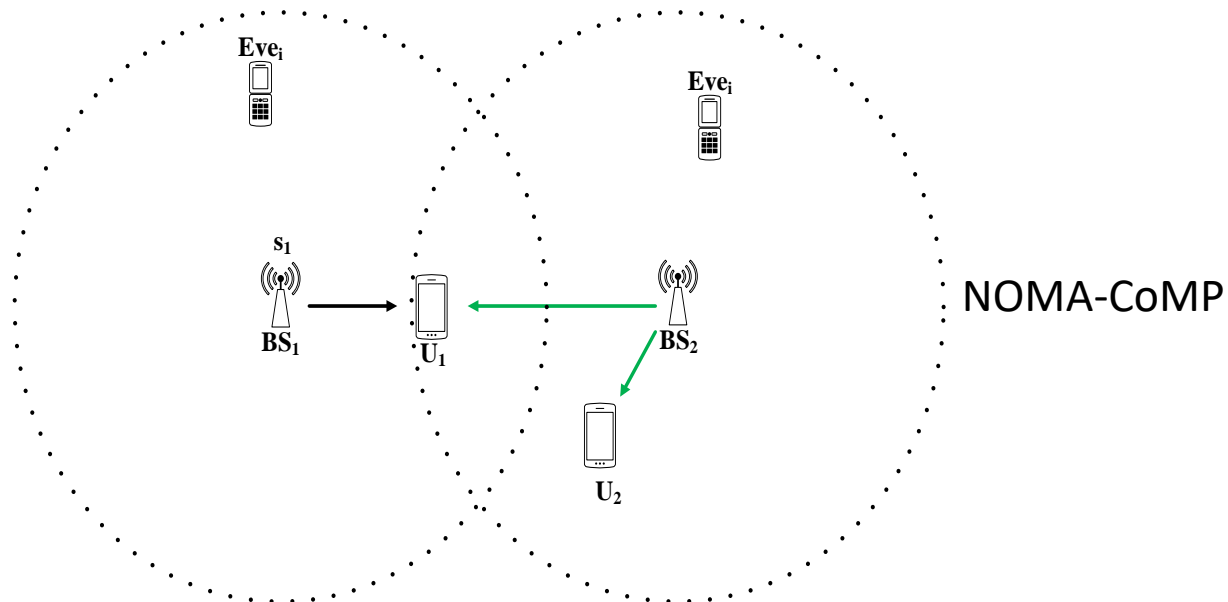 Eve_i
Eve_i
s_1
BS_1
U_1
BS_2
U_2
NOMA-CoMP